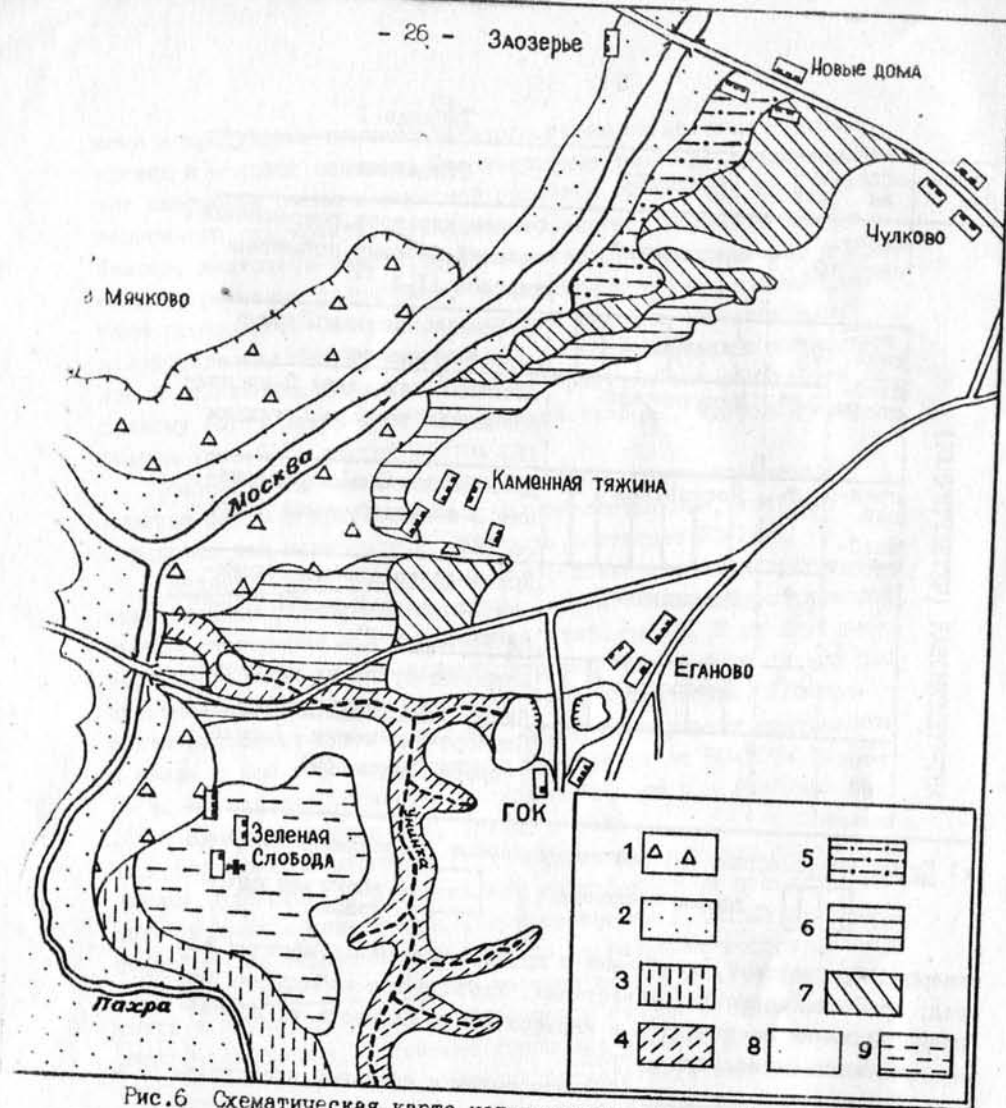 - 26 -
Заозерье
Новые дома
Чулково
Мячково
Москва
Каменная тяжина
Еганово
ГОК
Зеленая
Слобода
Пахра
1
2
3
4
5
6
7
8
9
Рис.6 Схематическая карта